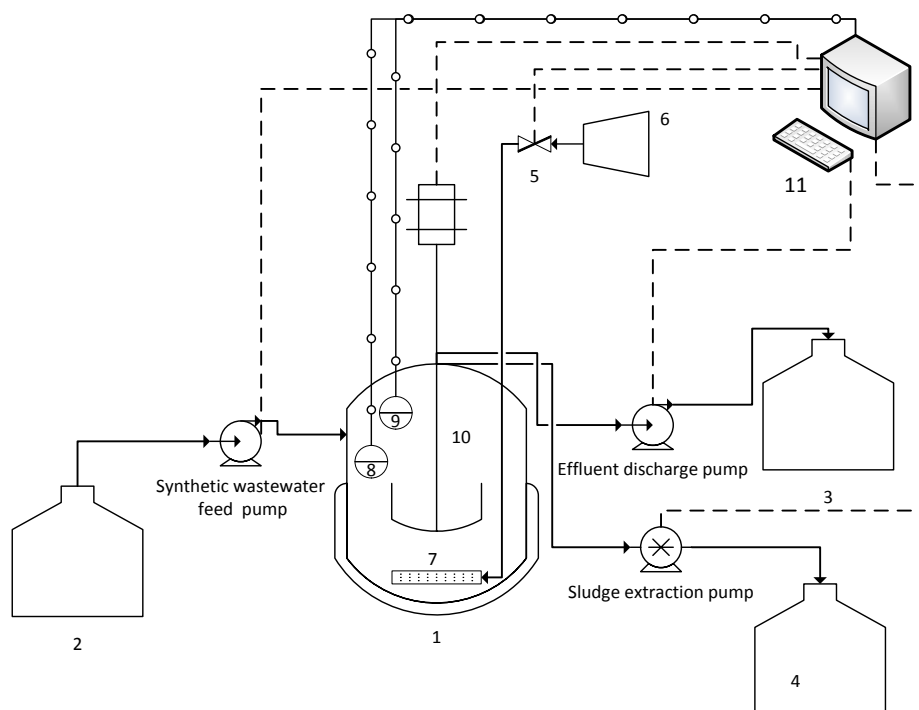 6
5
11
9
10
8
Synthetic wastewater
feed pump
Effluent discharge pump
3
7
Sludge extraction pump
1
2
4